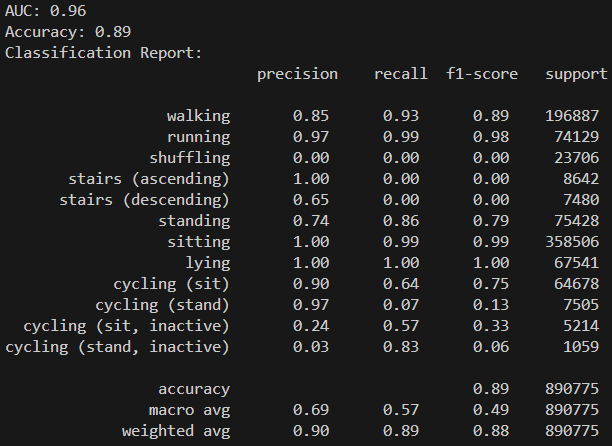 AUC: 0.96
Accuracy: 0.89
Classification Report:
precision recall f1-score support
walking 0.85 0.93 0.89 196887
running 0.97 0.99 0.98 74129
shuffling 0.00 0.00 0.00 23706
stairs (ascending) 1.00 0.00 0.00 8642
stairs (descending) 0.65 0.00 0.00 7480
standing 0.74 0.86 0.79 75428
sitting 1.00 0.99 0.99 358506
lying 1.00 1.00 1.00 67541
cycling (sit) 0.90 0.64 0.75 64678
cycling (stand) 0.97 0.07 0.13 7505
cycling (sit, inactive) 0.24 0.57 0.33 5214
cycling (stand, inactive) 0.03 0.83 0.06 1059
accuracy 0.89 890775
macro avg 0.69 0.57 0.49 890775
weighted avg 0.90 0.89 0.88 890775